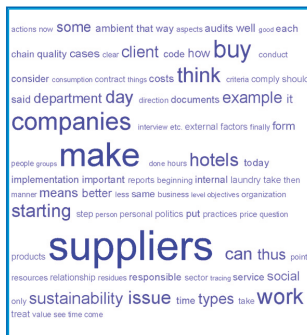 actions now some ambient that way aspects audits well good each
chain quality cases clear client code how buy conduct
consider consumption contract things costs think criteria comply should
said department day direction documents example it
companies interview etc. external factors finally form
people groups make done hours hotels today
implementation important reports beginning internal laundry take then
manner means better less same business level objectives organization
starting step person personal politics put practices price question
products suppliers can thus point
resources relationship residues responsible sector tracing service social
only sustainability issue time types take work
treat value see time come